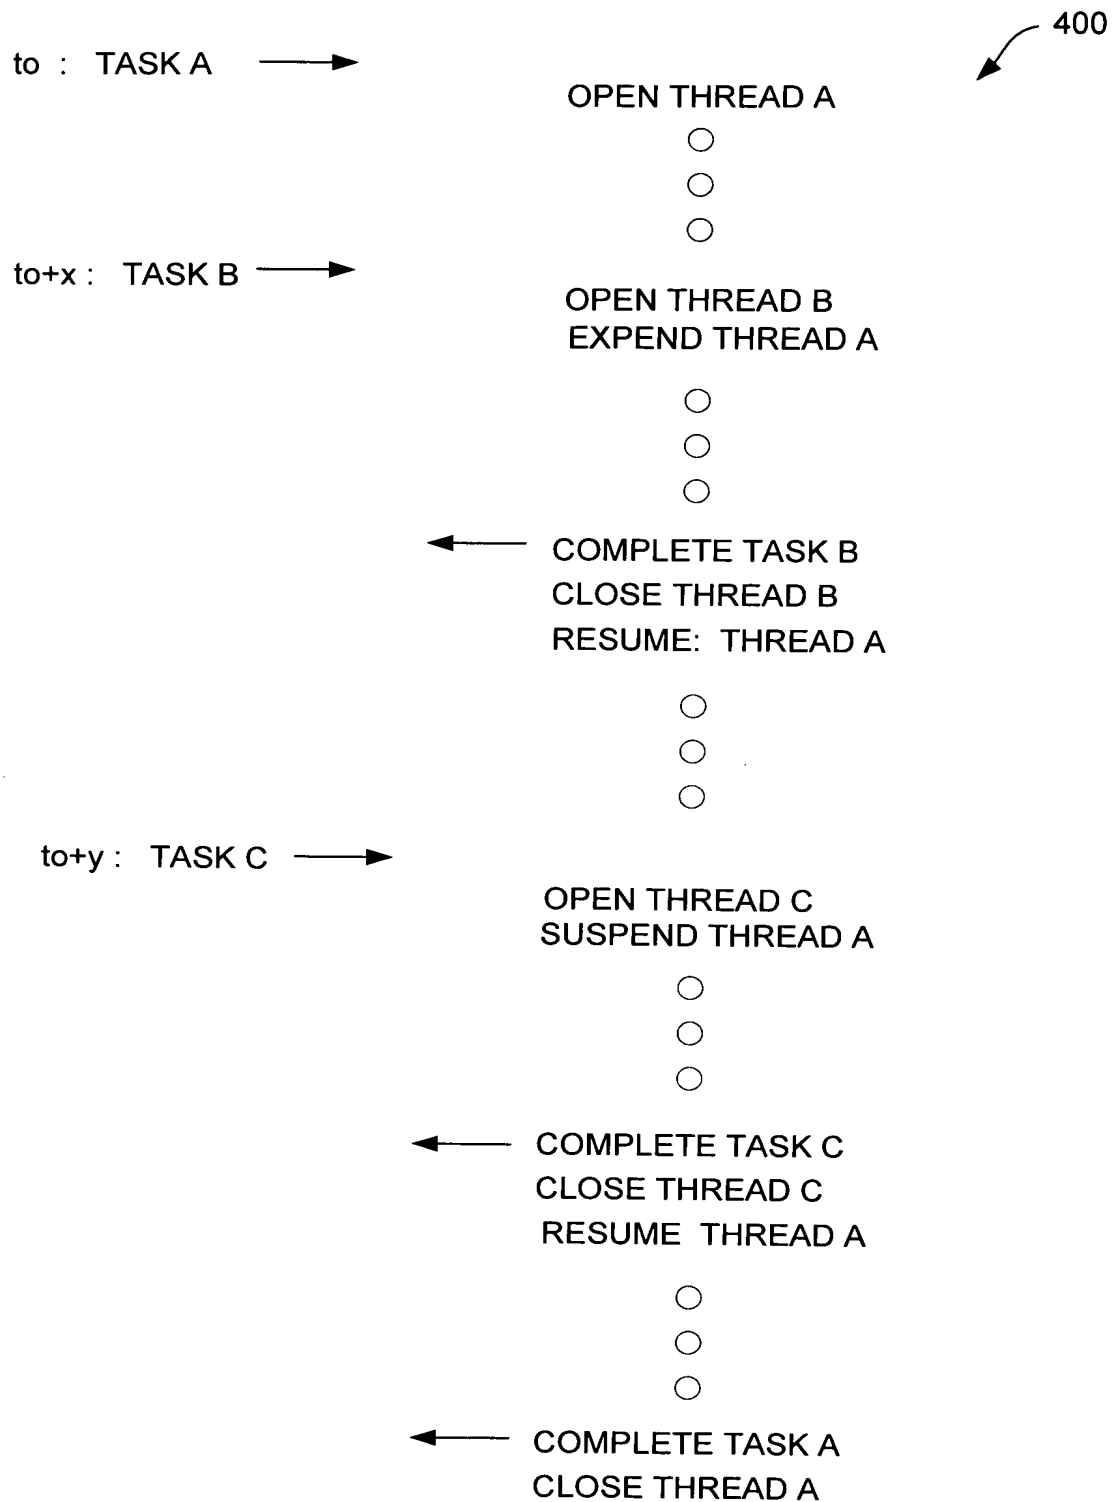 400
to : TASK A
OPEN THREAD A
to+x : TASK B
OPEN THREAD B
EXPEND THREAD A
COMPLETE TASK B
CLOSE THREAD B
RESUME: THREAD A
to+y : TASK C
OPEN THREAD C
SUSPEND THREAD A
COMPLETE TASK C
CLOSE THREAD C
RESUME THREAD A
COMPLETE TASK A
CLOSE THREAD A